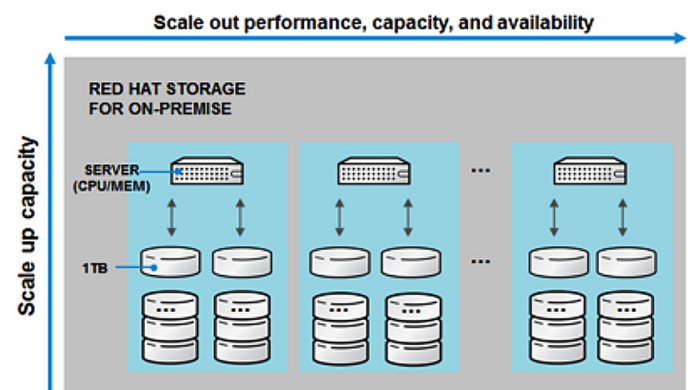 Scale out performance, capacity, and availability
Scale up capacity
RED HAT STORAGE
FOR ON-PREMISE
SERVER
(CPU/MEM)
...
1TB
...
... ... ... ... ... ...